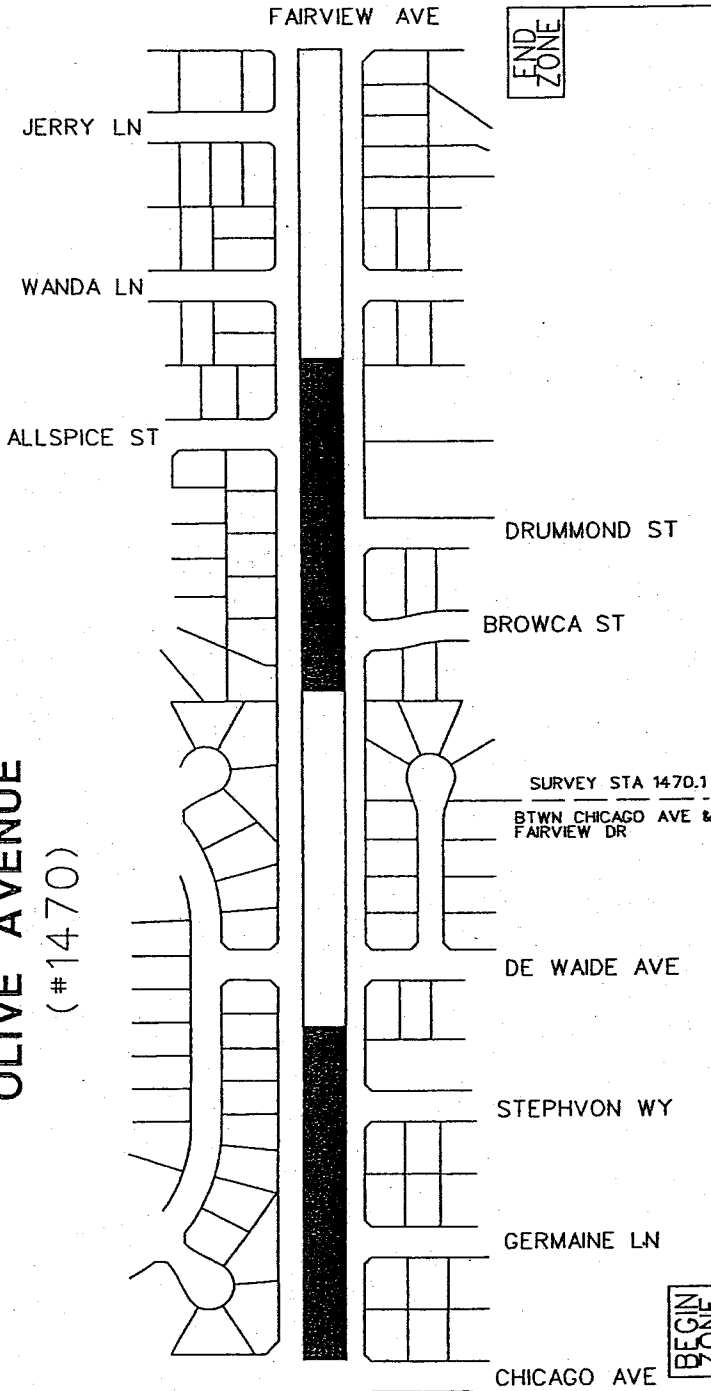 FAIRVIEW AVE
END
ZONE
JERRY LN
WANDA LN
ALLSPICE ST
DRUMMOND ST
BROWCA ST
OLIVE AVENUE
(#1470)
SURVEY STA 1470.1
BTWN CHICAGO AVE &
FAIRVIEW DR
DE WAIDE AVE
STEPHVON WY
GERMAINE LN
BEGIN
ZONE
CHICAGO AVE